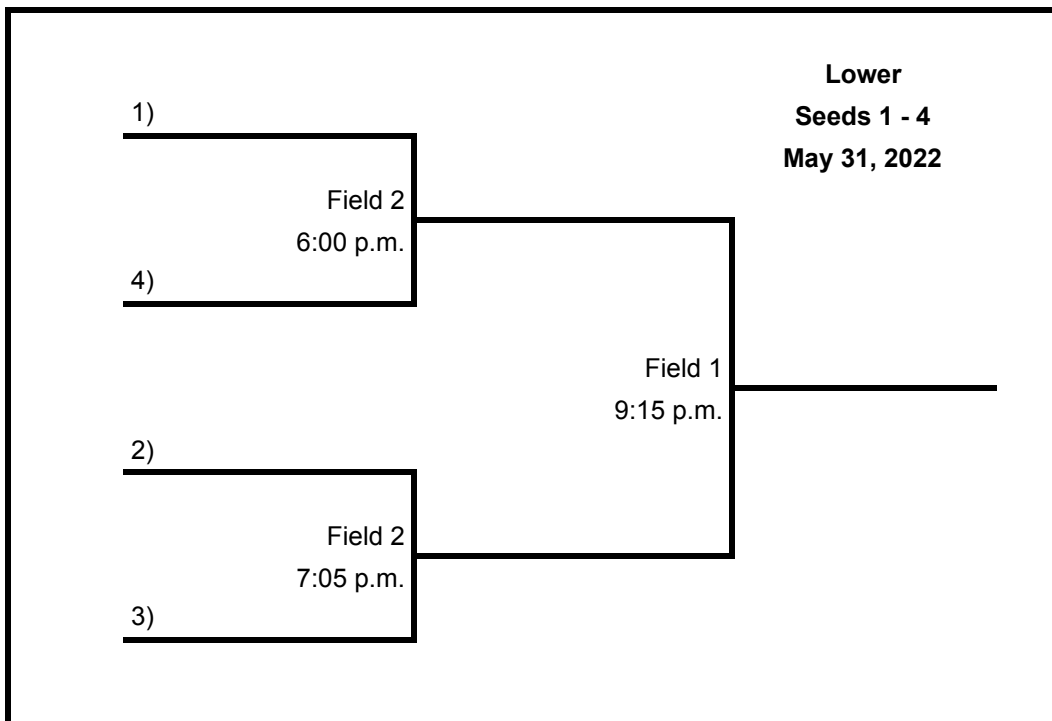 Lower
Seeds 1 - 4
May 31, 2022
1)
Field 2
6:00 p.m.
4)
Field 1
9:15 p.m.
2)
Field 2
7:05 p.m.
3)